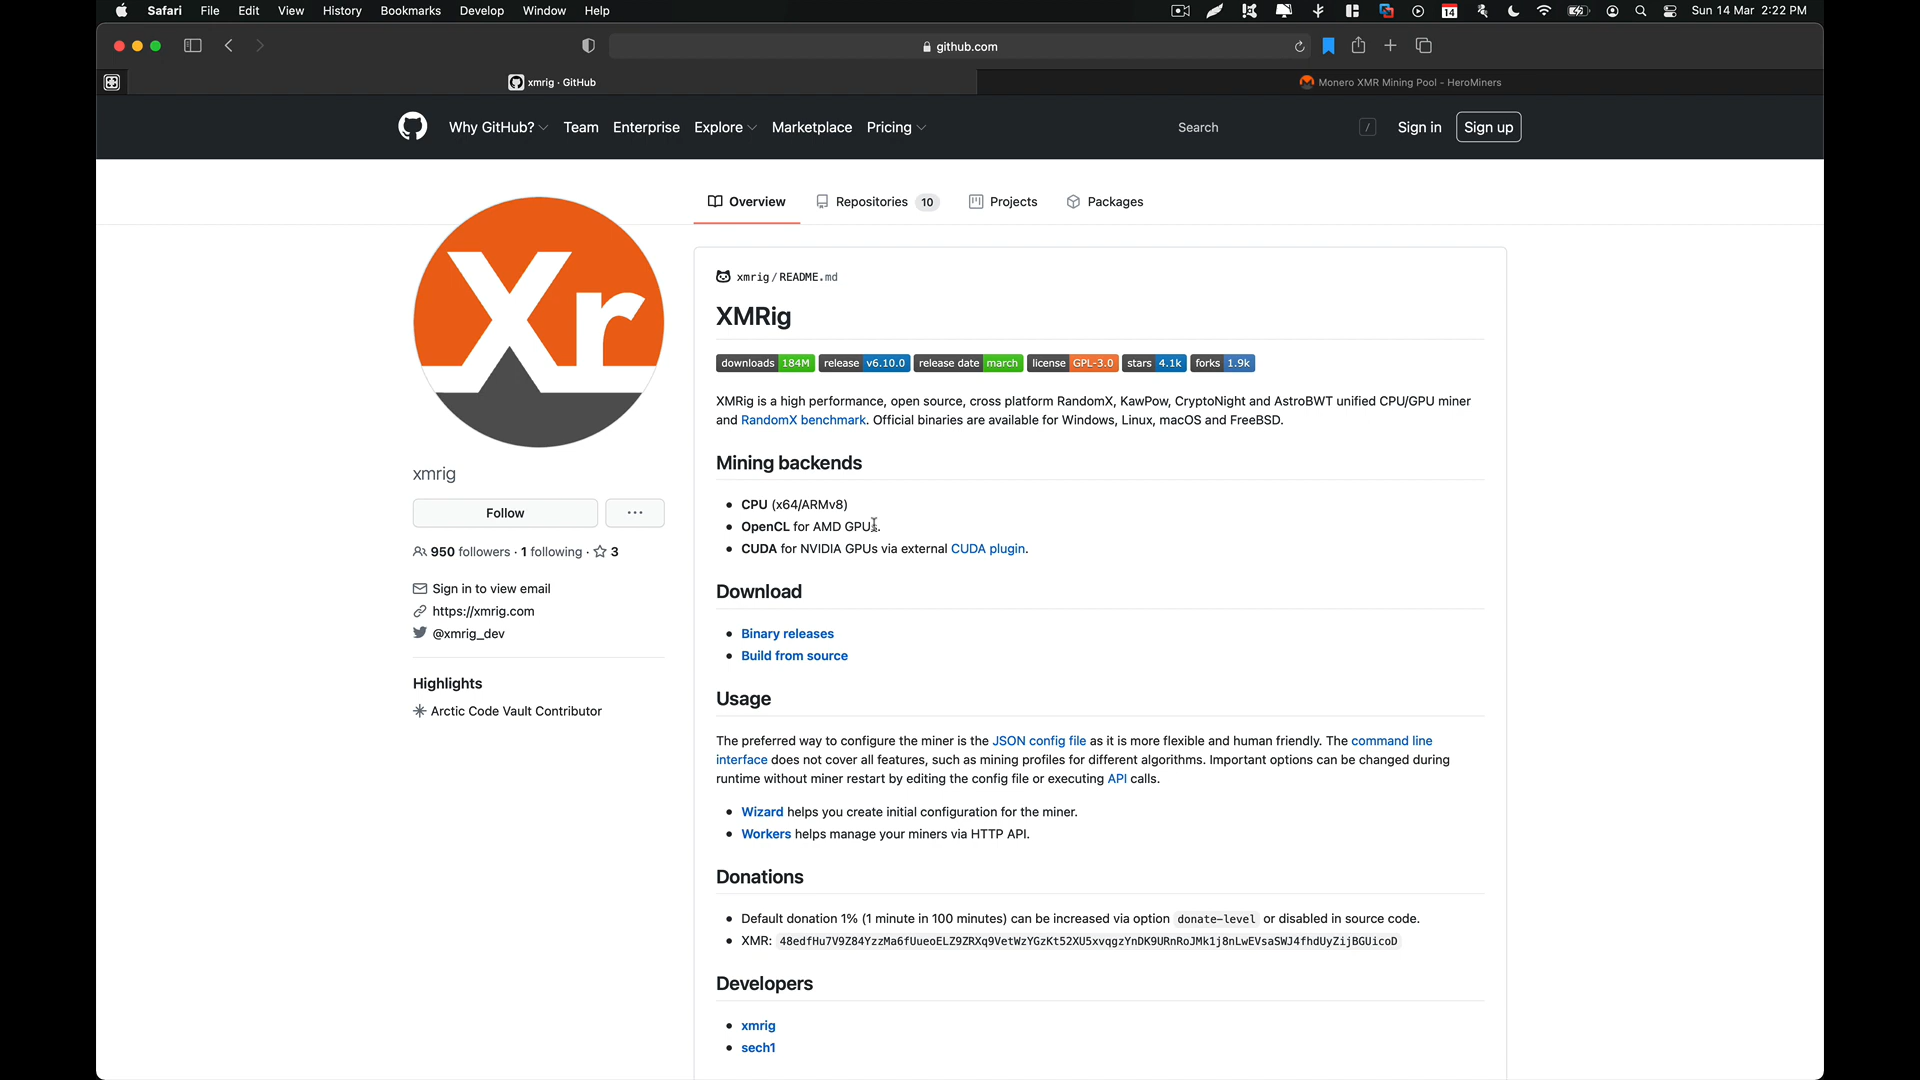 Safari File Edit View History Bookmarks Develop Window Help 14 Sun 14 Mar 2:22 PM
github.com
xmrig · GitHub
Monero XMR Mining Pool - HeroMiners
Why GitHub? Team Enterprise Explore Marketplace Pricing Search / Sign in Sign up
Overview Repositories 10 Projects Packages
Xr
xmrig
Follow ...
950 followers · 1 following · 3
Sign in to view email
https://xmrig.com
@xmrig_dev
Highlights
Arctic Code Vault Contributor
xmrig/README.md
XMRig
downloads 184M release v6.10.0 release date march license GPL-3.0 stars 4.1k forks 1.9k
XMRig is a high performance, open source, cross platform RandomX, KawPow, CryptoNight and AstroBWT unified CPU/GPU miner
and RandomX benchmark. Official binaries are available for Windows, Linux, macOS and FreeBSD.
Mining backends
• CPU (x64/ARMv8)
• OpenCL for AMD GPUs.
• CUDA for NVIDIA GPUs via external CUDA plugin.
Download
• Binary releases
• Build from source
Usage
The preferred way to configure the miner is the JSON config file as it is more flexible and human friendly. The command line
interface does not cover all features, such as mining profiles for different algorithms. Important options can be changed during
runtime without miner restart by editing the config file or executing API calls.
• Wizard helps you create initial configuration for the miner.
• Workers helps manage your miners via HTTP API.
Donations
• Default donation 1% (1 minute in 100 minutes) can be increased via option donate-level or disabled in source code.
• XMR: 48edfHu7V9Z84YzzMa6fUueoELZ9ZRXq9VetWzYGzKt52XU5xvqgzYnDK9URnRoJMk1j8nLwEVsaSWJ4fhdUyZijBGUicoD
Developers
• xmrig
• sech1